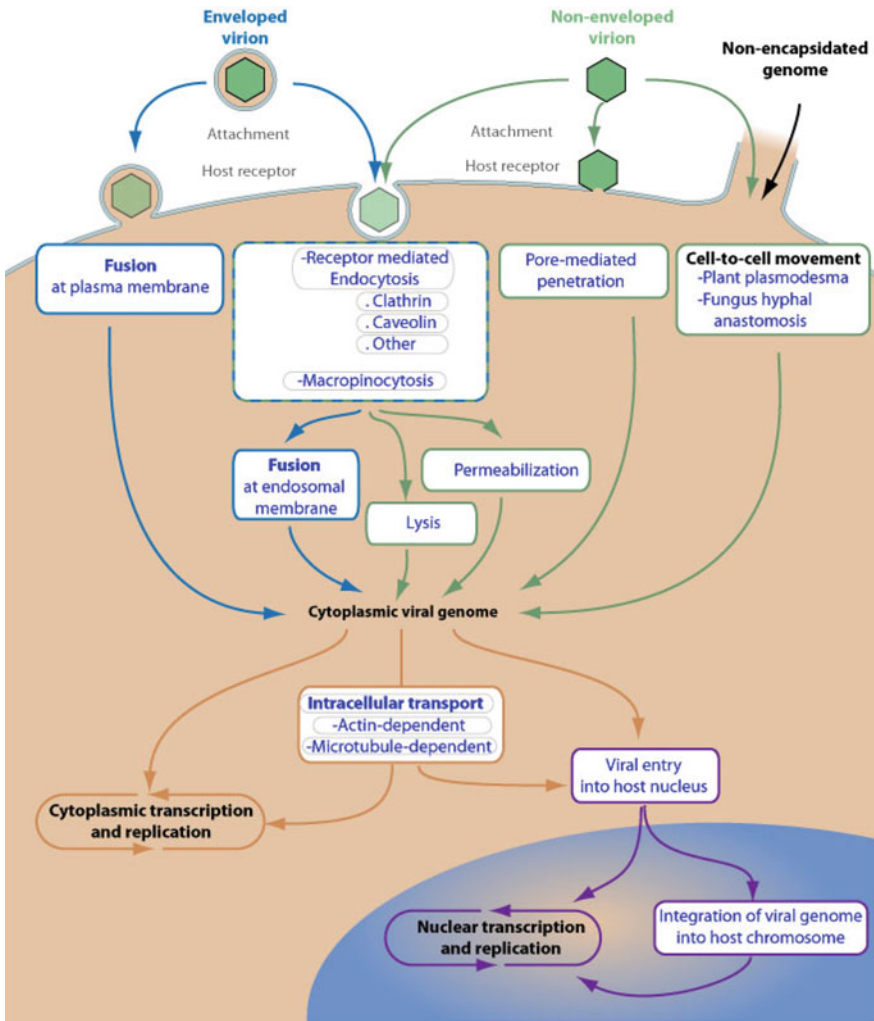 Enveloped
virion
Non-enveloped
virion
Non-encapsidated
genome
Attachment
Host receptor
Attachment
Host receptor
Fusion
at plasma membrane
-Receptor mediated
Endocytosis
. Clathrin
. Caveolin
. Other
-Macropinocytosis
Pore-mediated
penetration
Cell-to-cell movement
-Plant plasmodesma
-Fungus hyphal
anastomosis
Fusion
at endosomal
membrane
Lysis
Permeabilization
Cytoplasmic viral genome
Intracellular transport
-Actin-dependent
-Microtubule-dependent
Viral entry
into host nucleus
Cytoplasmic transcription
and replication
Nuclear transcription
and replication
Integration of viral genome
into host chromosome